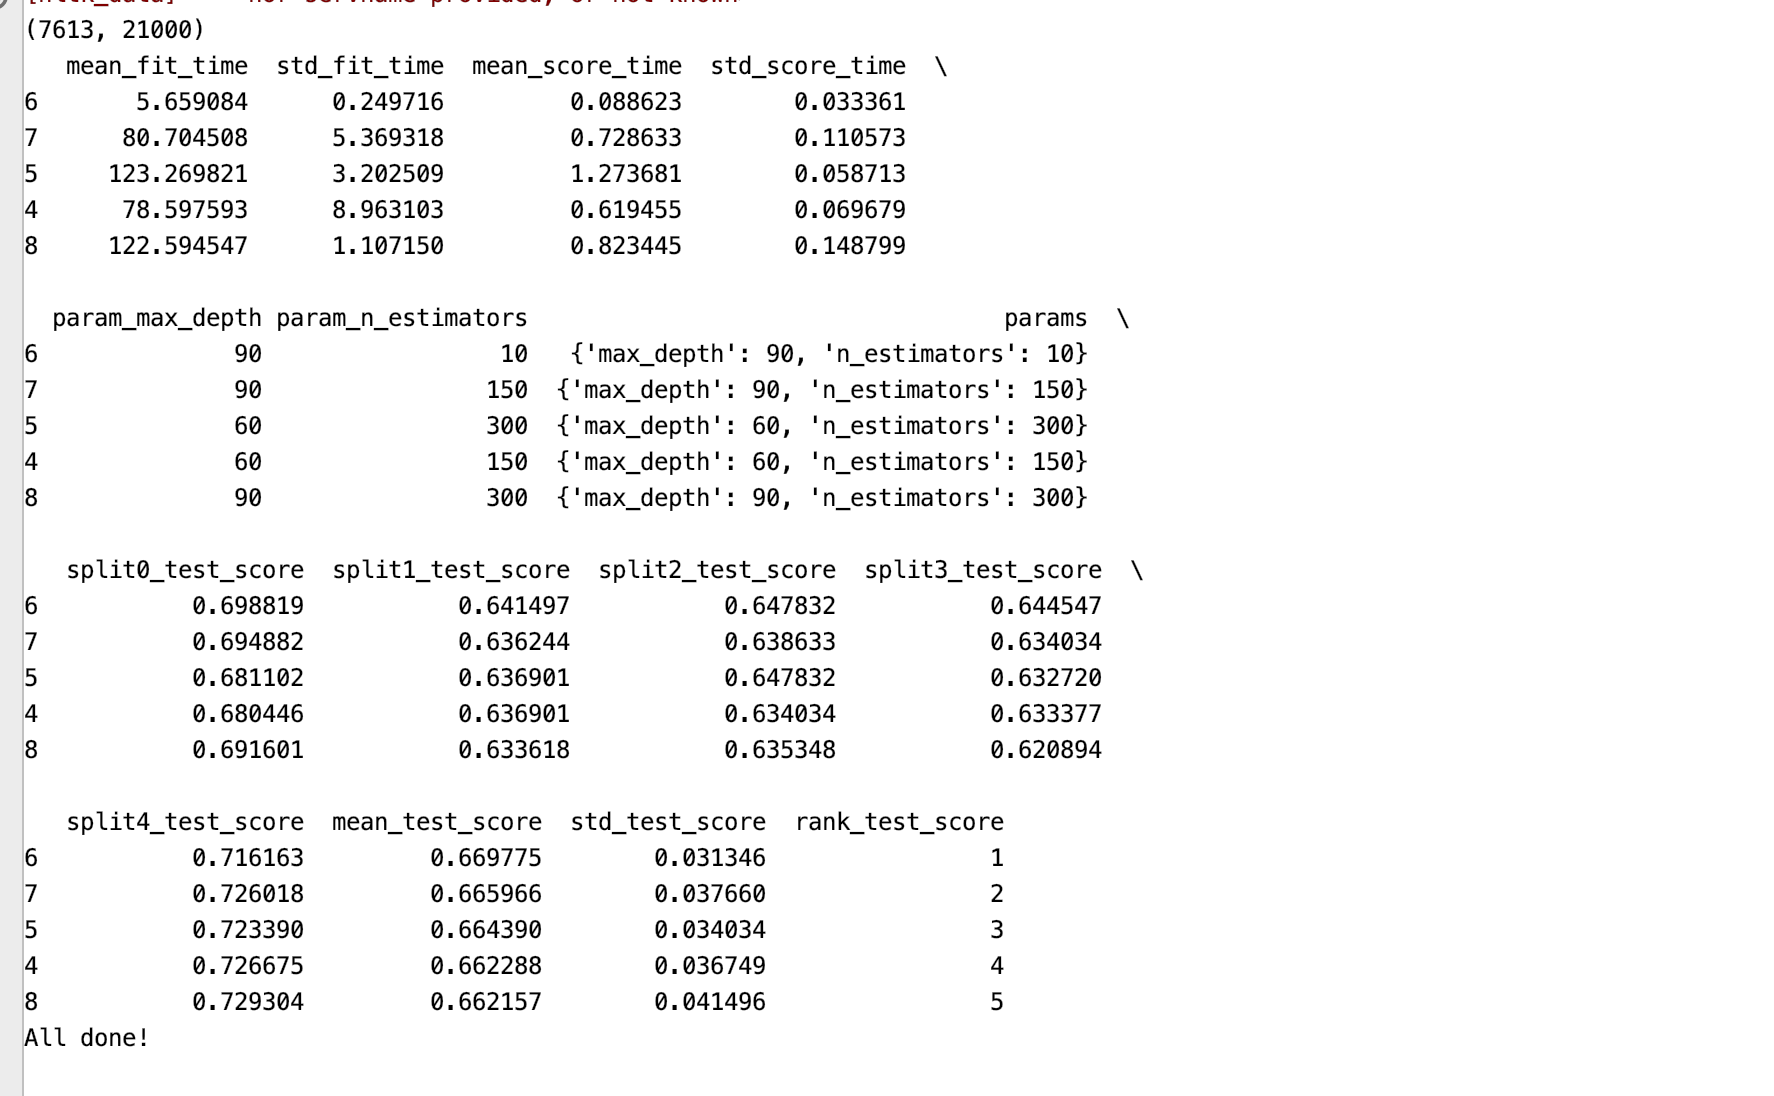 (7613, 21000)
   mean_fit_time  std_fit_time  mean_score_time  std_score_time  \
6       5.659084      0.249716         0.088623        0.033361
7      80.704508      5.369318         0.728633        0.110573
5     123.269821      3.202509         1.273681        0.058713
4      78.597593      8.963103         0.619455        0.069679
8     122.594547      1.107150         0.823445        0.148799
  param_max_depth param_n_estimators                                  params  \
6              90                 10   {'max_depth': 90, 'n_estimators': 10}
7              90                150  {'max_depth': 90, 'n_estimators': 150}
5              60                300  {'max_depth': 60, 'n_estimators': 300}
4              60                150  {'max_depth': 60, 'n_estimators': 150}
8              90                300  {'max_depth': 90, 'n_estimators': 300}
   split0_test_score  split1_test_score  split2_test_score  split3_test_score  \
6           0.698819           0.641497           0.647832           0.644547
7           0.694882           0.636244           0.638633           0.634034
5           0.681102           0.636901           0.647832           0.632720
4           0.680446           0.636901           0.634034           0.633377
8           0.691601           0.633618           0.635348           0.620894
   split4_test_score  mean_test_score  std_test_score  rank_test_score
6           0.716163         0.669775        0.031346                1
7           0.726018         0.665966        0.037660                2
5           0.723390         0.664390        0.034034                3
4           0.726675         0.662288        0.036749                4
8           0.729304         0.662157        0.041496                5
All done!